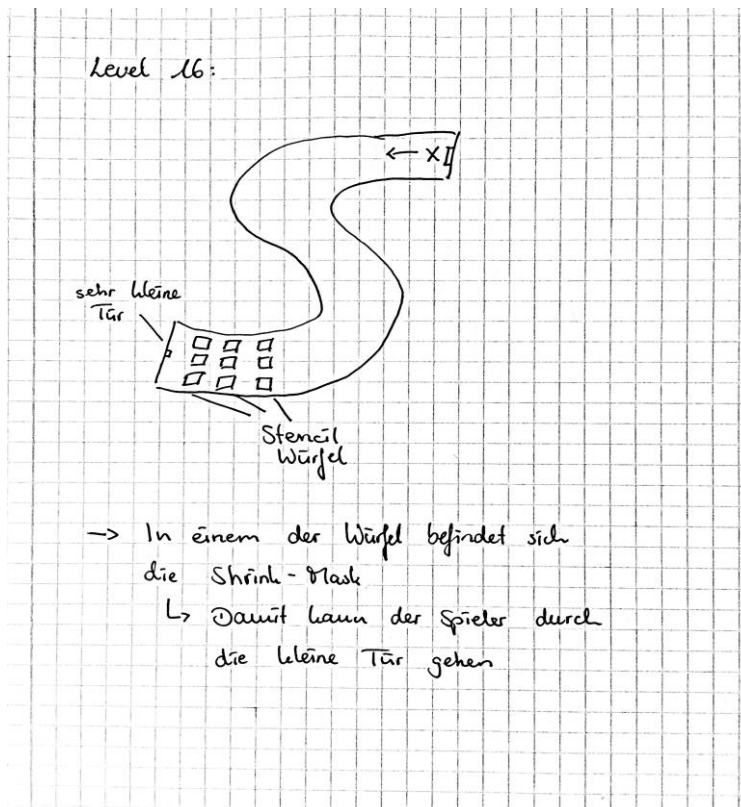 Level 16:
X
sehr kleine
Tür
Stencil
Würfel
-> In einem der Würfel befindet sich
die Shrink-Mask
↳ Damit kann der Spieler durch
die kleine Tür gehen